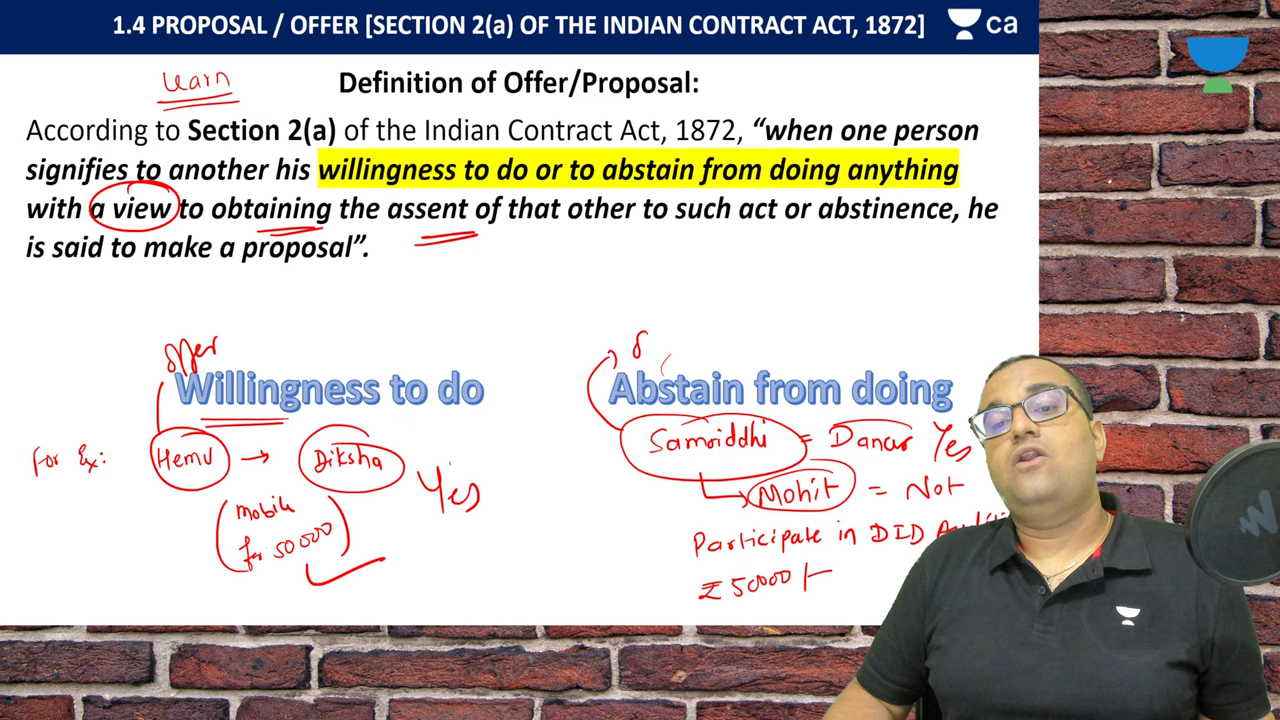 1.4 PROPOSAL / OFFER [SECTION 2(a) OF THE INDIAN CONTRACT ACT, 1872]
ca
Learn
Definition of Offer/Proposal:
According to Section 2(a) of the Indian Contract Act, 1872, “when one person
signifies to another his willingness to do or to abstain from doing anything
with a view to obtaining the assent of that other to such act or abstinence, he
is said to make a proposal”.
offer
Willingness to do
For Ex: Hemu → Diksha Yes
(mobile
for 50000)
Abstain from doing
Samriddhi = Dancer Yes
Mohit = Not
Participate in DID
₹50000/-